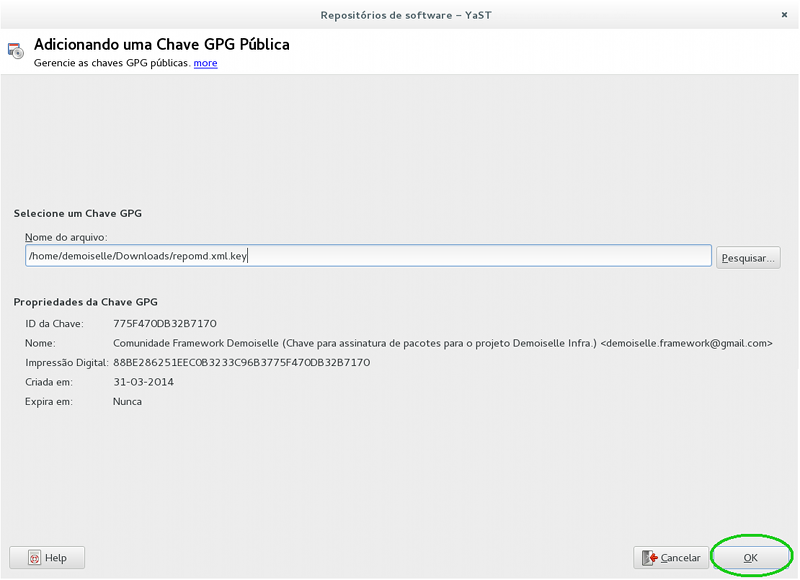 Repositórios de software – YaST
Adicionando uma Chave GPG Pública
Gerencie as chaves GPG públicas. more
Selecione um Chave GPG
Nome do arquivo:
/home/demoiselle/Downloads/repomd.xml.key
Pesquisar...
Propriedades da Chave GPG
ID da Chave: 775F470DB32B7170
Nome: Comunidade Framework Demoiselle (Chave para assinatura de pacotes para o projeto Demoiselle Infra.) <demoiselle.framework@gmail.com>
Impressão Digital: 88BE286251EEC0B3233C96B3775F470DB32B7170
Criada em: 31-03-2014
Expira em: Nunca
Help Cancelar OK